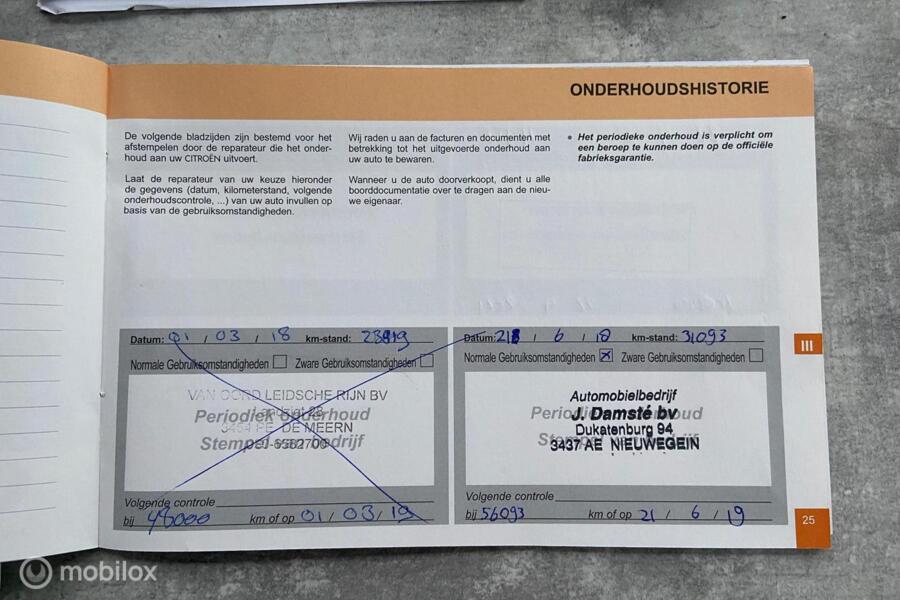 ONDERHOUDSHISTORIE
De volgende bladzijden zijn bestemd voor het
afstempelen door de reparateur die het onder-
houd aan uw CITROËN uitvoert.
Laat de reparateur van uw keuze hieronder
de gegevens (datum, kilometerstand, volgende
onderhoudscontrole, ...) van uw auto invullen op
basis van de gebruiksomstandigheden.
Wij raden u aan de facturen en documenten met
betrekking tot het uitgevoerde onderhoud aan
uw auto te bewaren.
Wanneer u de auto doorverkoopt, dient u alle
boorddocumentatie over te dragen aan de nieu-
we eigenaar.
• Het periodieke onderhoud is verplicht om
een beroep te kunnen doen op de officiële
fabrieksgarantie.
Datum: 01 / 03 / 18 km-stand:
Normale Gebruiksomstandigheden Zware Gebruiksomstandigheden
VAN OORD LEIDSCHE RIJN BV
Periodiek onderhoud
DE MEERN
Stempel bedrijf
Volgende controle
bij 48000 km of op 01 / 03 / 19
Datum: / 6 / 18 km-stand: 31093
Normale Gebruiksomstandigheden Zware Gebruiksomstandigheden
Automobielbedrijf
Periodiek onderhoud
J. Damsté bv
Dukatenburg 94
Stempel bedrijf
3437 AE NIEUWEGEIN
Volgende controle
bij 56093 km of op 21 / 6 / 19
III
25
mobilox